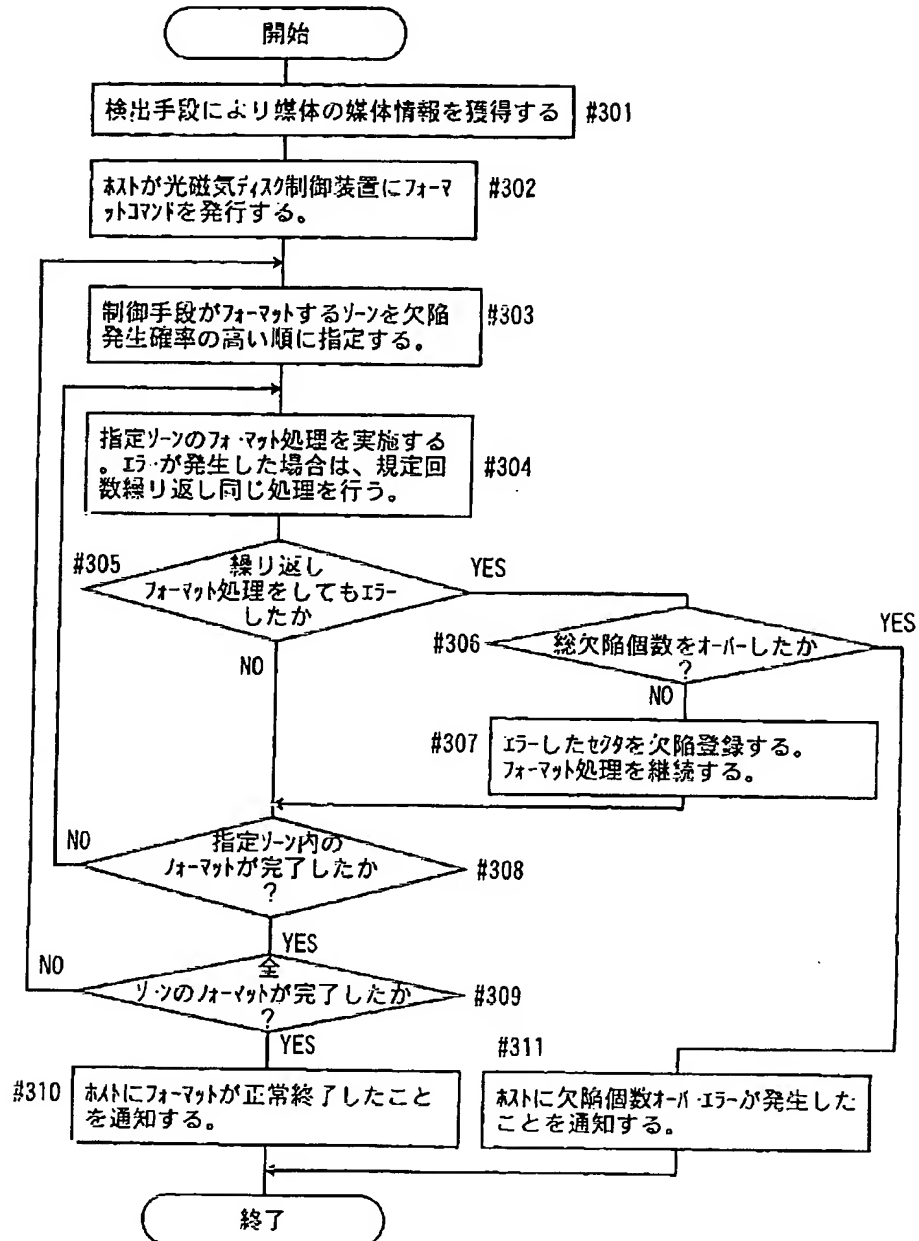 開始
検出手段により媒体の媒体情報を獲得する
#301
ホストが光磁気ディスク制御装置にフォーマ
ットコマンドを発行する。
#302
制御手段がフォーマットするゾーンを欠陥
発生確率の高い順に指定する。
#303
指定ゾーンのフォーマット処理を実施する
。エラーが発生した場合は、規定回
数繰り返し同じ処理を行う。
#304
#305
繰り返し
フォーマット処理をしてもエラー
したか
YES
NO
#306
総欠陥個数をオーバーしたか
?
YES
NO
#307
エラーしたセクタを欠陥登録する。
フォーマット処理を継続する。
NO
指定ゾーン内の
フォーマットが完了したか
?
#308
YES
NO
全
ゾーンのフォーマットが完了したか
?
#309
YES
#310
ホストにフォーマットが正常終了したこと
を通知する。
#311
ホストに欠陥個数オーバーエラーが発生した
ことを通知する。
終了